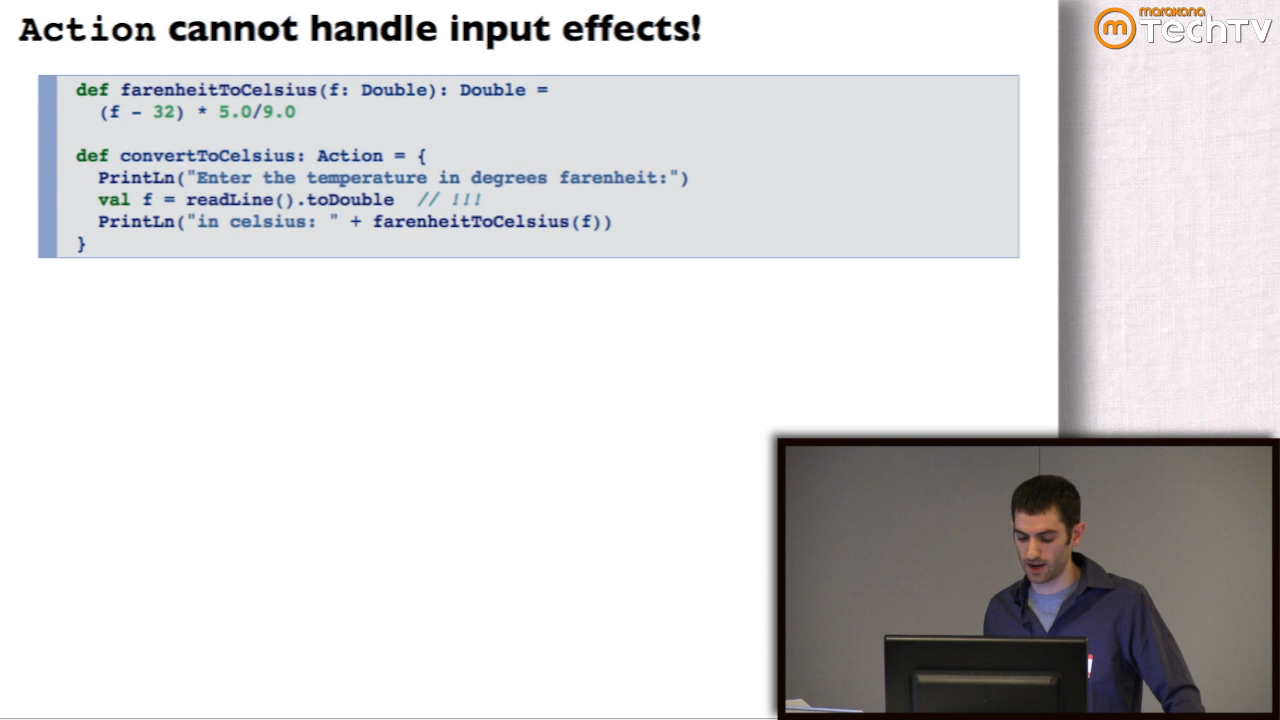 Action cannot handle input effects!
marakana
TechTV
def farenheitToCelsius(f: Double): Double =
(f - 32) * 5.0/9.0
def convertToCelsius: Action = {
PrintLn("Enter the temperature in degrees farenheit:")
val f = readLine().toDouble // !!!
PrintLn("in celsius: " + farenheitToCelsius(f))
}